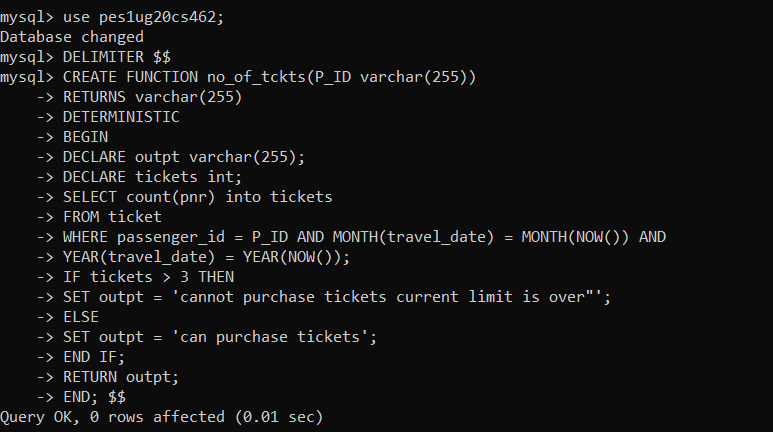 mysql> use pes1ug20cs462;
Database changed
mysql> DELIMITER $$
mysql> CREATE FUNCTION no_of_tckts(P_ID varchar(255))
    -> RETURNS varchar(255)
    -> DETERMINISTIC
    -> BEGIN
    -> DECLARE outpt varchar(255);
    -> DECLARE tickets int;
    -> SELECT count(pnr) into tickets
    -> FROM ticket
    -> WHERE passenger_id = P_ID AND MONTH(travel_date) = MONTH(NOW()) AND
    -> YEAR(travel_date) = YEAR(NOW());
    -> IF tickets > 3 THEN
    -> SET outpt = 'cannot purchase tickets current limit is over"';
    -> ELSE
    -> SET outpt = 'can purchase tickets';
    -> END IF;
    -> RETURN outpt;
    -> END; $$
Query OK, 0 rows affected (0.01 sec)